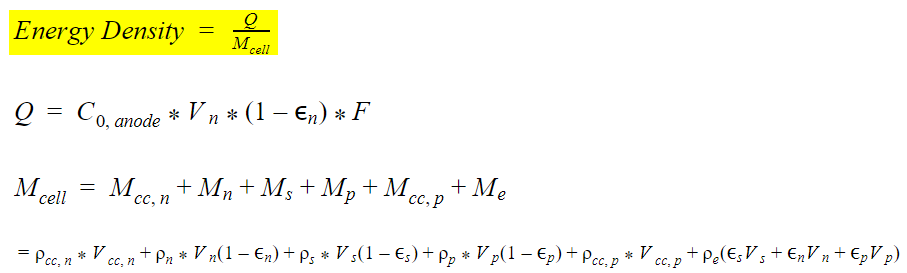 Energy Density = Q / M_cell
Q = C_0, anode * V_n * (1 − ϵ_n) * F
M_cell = M_cc, n + M_n + M_s + M_p + M_cc, p + M_e
= ρ_cc, n * V_cc, n + ρ_n * V_n(1 − ϵ_n) + ρ_s * V_s(1 − ϵ_s) + ρ_p * V_p(1 − ϵ_p) + ρ_cc, p * V_cc, p + ρ_e(ϵ_sV_s + ϵ_nV_n + ϵ_pV_p)